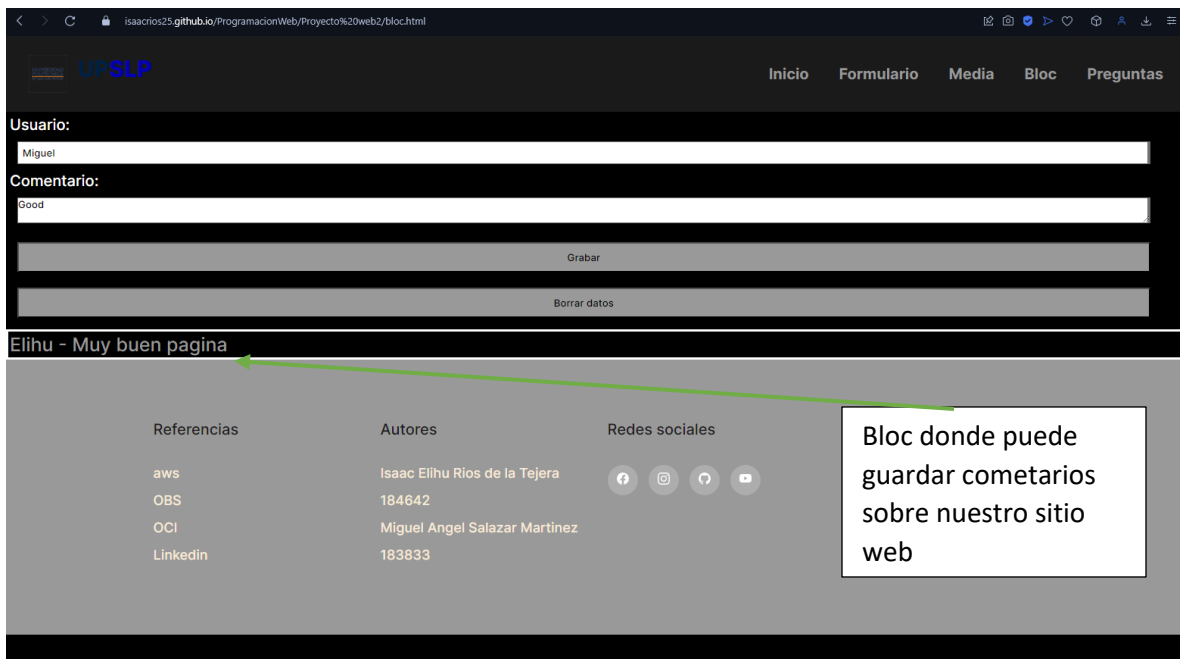 isaacrios25.github.io/ProgramacionWeb/Proyecto%20web2/bloc.html
UPSLP
Inicio Formulario Media Bloc Preguntas
Usuario:
Miguel
Comentario:
Good
Grabar
Borrar datos
Elihu - Muy buen pagina
Referencias
aws
OBS
OCI
Linkedin
Autores
Isaac Elihu Rios de la Tejera
184642
Miguel Angel Salazar Martinez
183833
Redes sociales
Bloc donde puede
guardar cometarios
sobre nuestro sitio
web